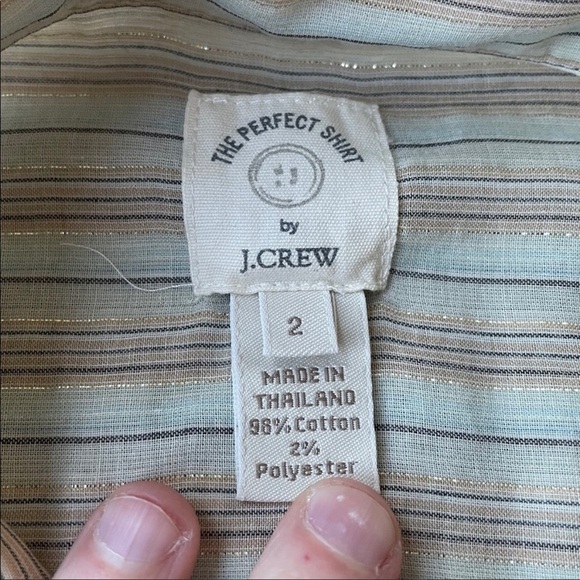 THE PERFECT SHIRT
by
J.CREW
2
MADE IN
THAILAND
98% Cotton
2%
Polyester